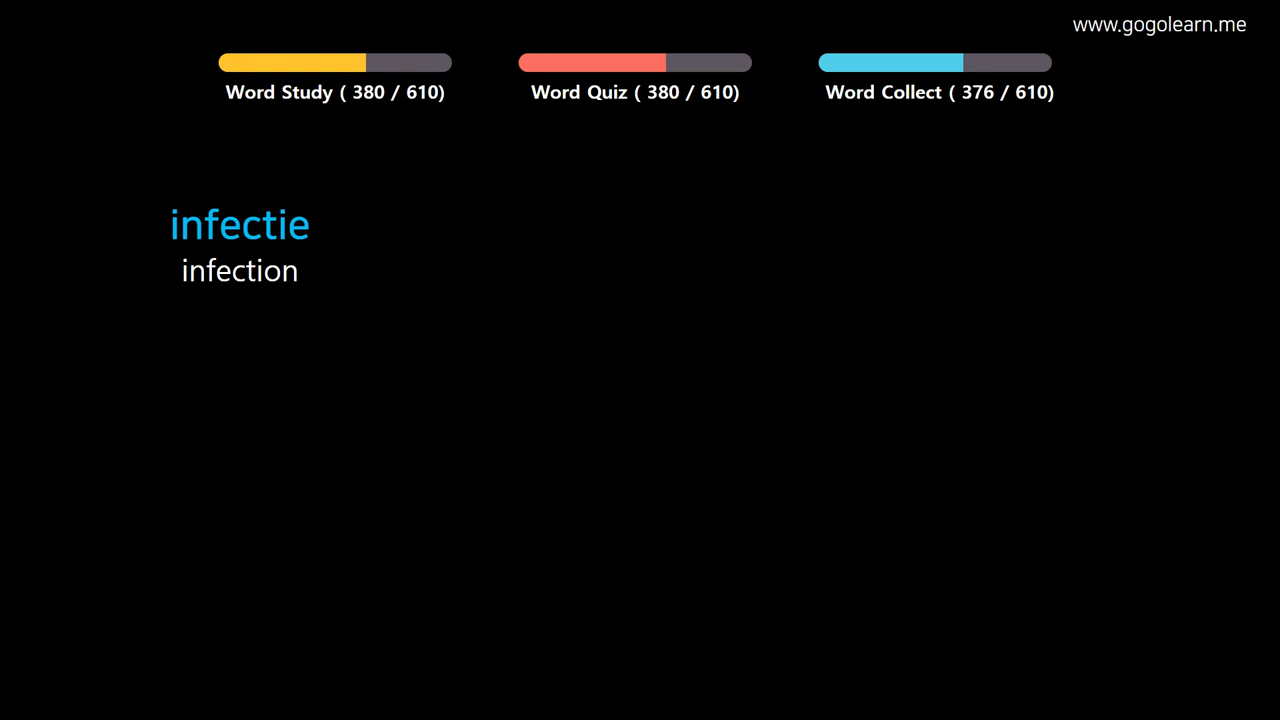 www.gogolearn.me
Word Study ( 380 / 610)
Word Quiz ( 380 / 610)
Word Collect ( 376 / 610)
infectie
infection